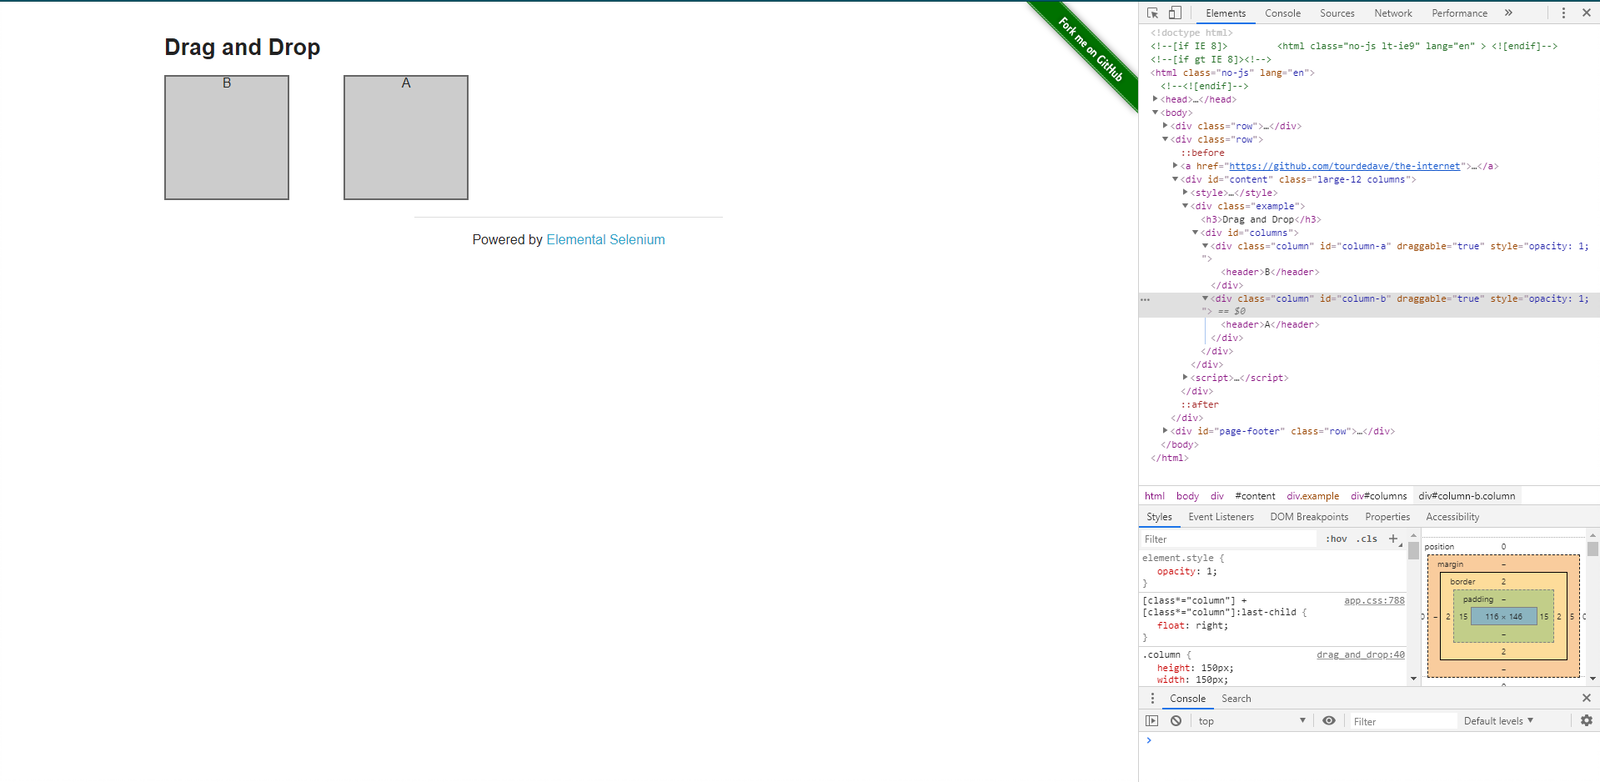 Drag and Drop
B
A
Powered by Elemental Selenium
Fork me on GitHub
Elements Console Sources Network Performance »
<!doctype html>
<!--[if IE 8]> <html class="no-js lt-ie9" lang="en" > <![endif]-->
<!--[if gt IE 8]><!-->
<html class="no-js" lang="en">
<!--<![endif]-->
<head>…</head>
<body>
<div class="row">…</div>
<div class="row">
::before
<a href="https://github.com/tourdedave/the-internet">…</a>
<div id="content" class="large-12 columns">
<style>…</style>
<div class="example">
<h3>Drag and Drop</h3>
<div id="columns">
<div class="column" id="column-a" draggable="true" style="opacity: 1;
">
<header>B</header>
</div>
<div class="column" id="column-b" draggable="true" style="opacity: 1;
"> == $0
<header>A</header>
</div>
</div>
</div>
<script>…</script>
</div>
::after
</div>
<div id="page-footer" class="row">…</div>
</body>
</html>
html body div #content div.example div#columns div#column-b.column
Styles Event Listeners DOM Breakpoints Properties Accessibility
Filter :hov .cls +
element.style {
opacity: 1;
}
[class*="column"] + app.css:788
[class*="column"]:last-child {
float: right;
}
.column { drag_and_drop:40
height: 150px;
width: 150px;
position 0
margin –
border 2
padding –
– 2 15 116 × 146 15 2 5
–
2
–
Console Search
top Filter Default levels